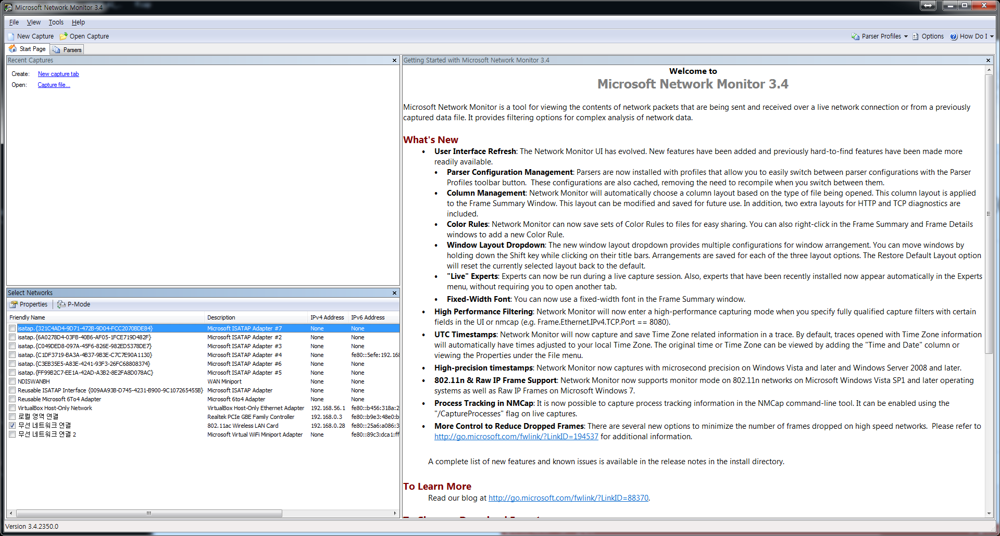 Microsoft Network Monitor 3.4
File View Tools Help
New Capture Open Capture Parser Profiles Options How Do I
Start Page Parsers
Recent Captures
Create: New capture tab
Open: Capture file...
Select Networks
Properties P-Mode
Friendly Name Description IPv4 Address IPv6 Address
isatap.{321C4AD4-9D71-472B-9D04-FCC2070BDE84} Microsoft ISATAP Adapter #7 None None
isatap.{6A0278D4-03FB-40B6-AF05-1FCE719D482F} Microsoft ISATAP Adapter #2 None None
isatap.{C049DED8-097A-45F6-826E-982ED5378DE7} Microsoft ISATAP Adapter #3 None None
isatap.{C1DF3719-BA3A-4B37-9B3E-C7C7E90A1130} Microsoft ISATAP Adapter #4 None fe80::5efe:192.168
isatap.{C3EB35E5-A83E-4241-93F3-26FC68808374} Microsoft ISATAP Adapter #6 None None
isatap.{FF99B2C7-EE1A-42AD-A3B2-8E2FA8D078AC} Microsoft ISATAP Adapter #5 None None
NDISWANBH WAN Miniport None None
Reusable ISATAP Interface {009AA93B-D745-4231-B900-9C107265455B} Microsoft ISATAP Adapter None None
Reusable Microsoft 6To4 Adapter Microsoft 6to4 Adapter None None
VirtualBox Host-Only Network VirtualBox Host-Only Ethernet Adapter 192.168.56.1 fe80::b456:318a:2
로컬 영역 연결 Realtek PCIe GBE Family Controller 192.168.0.3 fe80::b9e3:48e0:b
무선 네트워크 연결 802.11ac Wireless LAN Card 192.168.0.28 fe80::25a6:a086:3
무선 네트워크 연결 2 Microsoft Virtual WiFi Miniport Adapter None fe80::89c3:dca1:ff
Getting Started with Microsoft Network Monitor 3.4
Welcome to
Microsoft Network Monitor 3.4
Microsoft Network Monitor is a tool for viewing the contents of network packets that are being sent and received over a live network connection or from a previously
captured data file. It provides filtering options for complex analysis of network data.
What's New
• User Interface Refresh: The Network Monitor UI has evolved. New features have been added and previously hard-to-find features have been made more
readily available.
• Parser Configuration Management: Parsers are now installed with profiles that allow you to easily switch between parser configurations with the Parser
Profiles toolbar button. These configurations are also cached, removing the need to recompile when you switch between them.
• Column Management: Network Monitor will automatically choose a column layout based on the type of file being opened. This column layout is applied
to the Frame Summary Window. This layout can be modified and saved for future use. In addition, two extra layouts for HTTP and TCP diagnostics are
included.
• Color Rules: Network Monitor can now save sets of Color Rules to files for easy sharing. You can also right-click in the Frame Summary and Frame Details
windows to add a new Color Rule.
• Window Layout Dropdown: The new window layout dropdown provides multiple configurations for window arrangement. You can move windows by
holding down the Shift key while clicking on their title bars. Arrangements are saved for each of the three layout options. The Restore Default Layout option
will reset the currently selected layout back to the default.
• "Live" Experts: Experts can now be run during a live capture session. Also, experts that have been recently installed now appear automatically in the Experts
menu, without requiring you to open another tab.
• Fixed-Width Font: You can now use a fixed-width font in the Frame Summary window.
• High Performance Filtering: Network Monitor will now enter a high-performance capturing mode when you specify fully qualified capture filters with certain
fields in the UI or nmcap (e.g. Frame.Ethernet.IPv4.TCP.Port == 8080).
• UTC Timestamps: Network Monitor will now capture and save Time Zone related information in a trace. By default, traces opened with Time Zone information
will automatically have times adjusted to your local Time Zone. The original time or Time Zone can be viewed by adding the "Time and Date" column or
viewing the Properties under the File menu.
• High-precision timestamps: Network Monitor now captures with microsecond precision on Windows Vista and later and Windows Server 2008 and later.
• 802.11n & Raw IP Frame Support: Network Monitor now supports monitor mode on 802.11n networks on Microsoft Windows Vista SP1 and later operating
systems as well as Raw IP Frames on Microsoft Windows 7.
• Process Tracking in NMCap: It is now possible to capture process tracking information in the NMCap command-line tool. It can be enabled using the
"/CaptureProcesses" flag on live captures.
• More Control to Reduce Dropped Frames: There are several new options to minimize the number of frames dropped on high speed networks. Please refer to
http://go.microsoft.com/fwlink/?LinkID=194537 for additional information.
A complete list of new features and known issues is available in the release notes in the install directory.
To Learn More
Read our blog at http://go.microsoft.com/fwlink/?LinkID=88370.
Version 3.4.2350.0